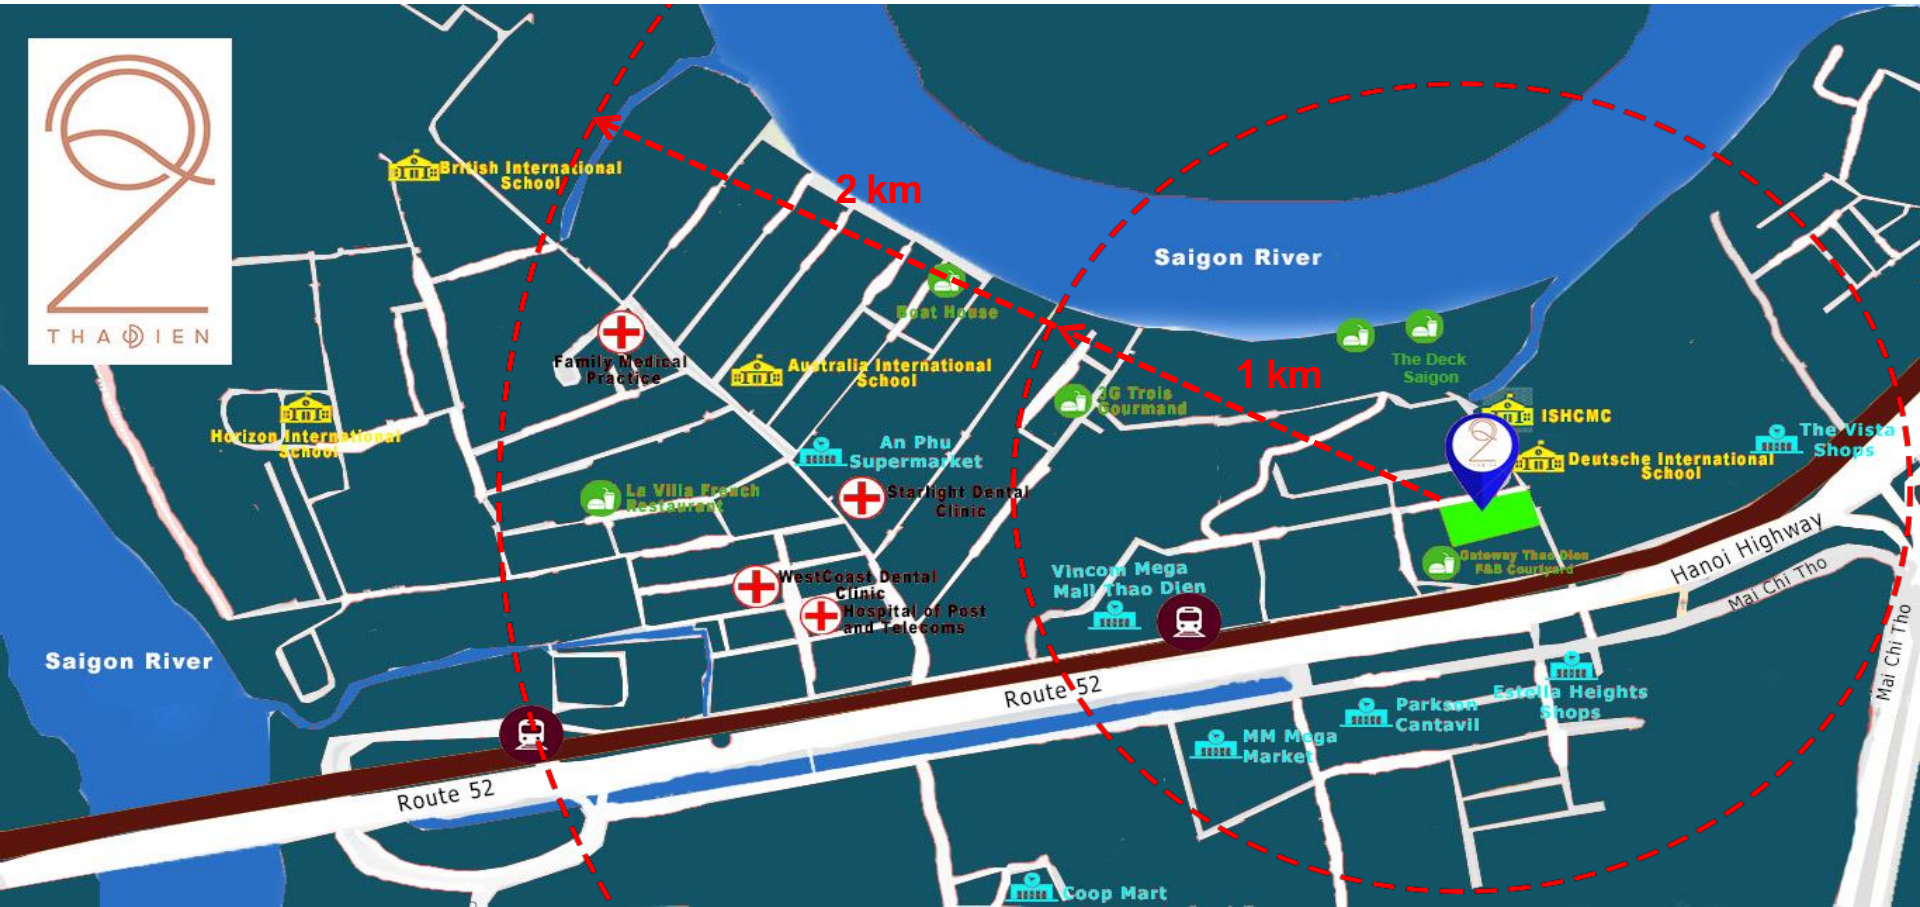 THAO ĐIEN
British International
School
2 km
Saigon River
Boat House
Family Medical
Practice
Australia International
School
The Deck
Saigon
1 km
3G Trois
Gourmand
ISHCMC
Horizon International
School
An Phu
Supermarket
The Vista
Shops
Deutsche International
School
La Villa French
Restaurant
Starlight Dental
Clinic
Hanoi Highway
Gateway Thao Dien
F&B Courtyard
Vincom Mega
Mall Thao Dien
WestCoast Dental
Clinic
Hospital of Post
and Telecoms
Mai Chi Tho
Mai Chi Tho
Saigon River
Route 52
Estella Heights
Shops
Parkson
Cantavil
MM Mega
Market
Route 52
Coop Mart